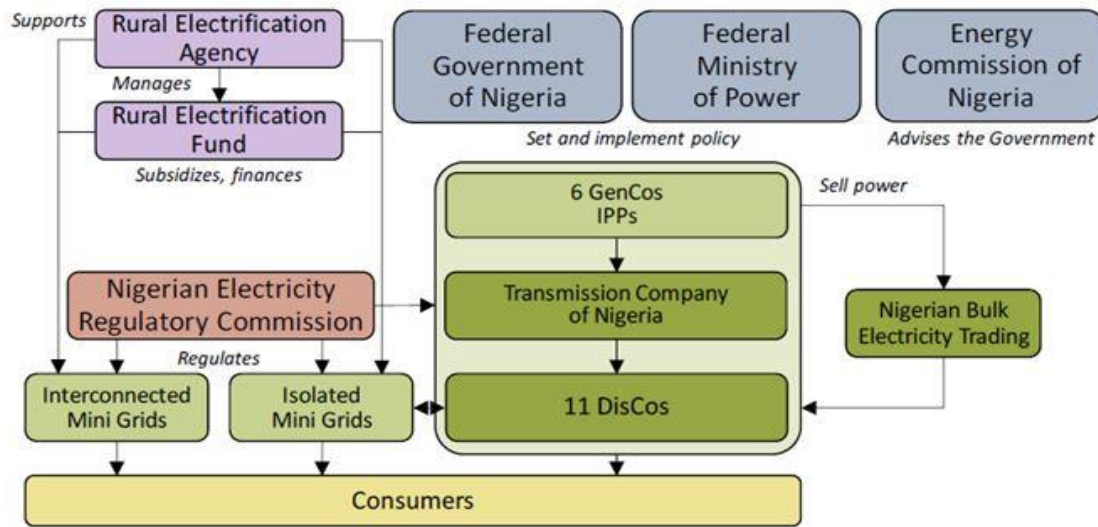 Supports
Rural Electrification
Agency
Manages
Rural Electrification
Fund
Subsidizes, finances
Federal
Government
of Nigeria
Federal
Ministry
of Power
Energy
Commission of
Nigeria
Set and implement policy
Advises the Government
6 GenCos
IPPs
Sell power
Nigerian Electricity
Regulatory Commission
Transmission Company
of Nigeria
Nigerian Bulk
Electricity Trading
Regulates
Interconnected
Mini Grids
Isolated
Mini Grids
11 DisCos
Consumers